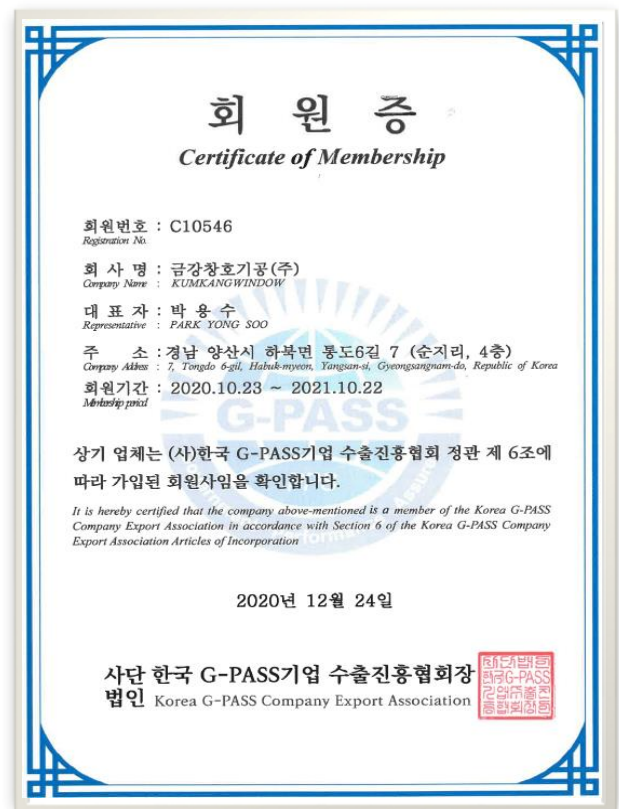 회 원 증
Certificate of Membership
회원번호 : C10546
Registration No.
회 사 명 : 금강창호기공(주)
Company Name : KUMKANGWINDOW
대 표 자 : 박 용 수
Representative : PARK YONG SOO
주 소 : 경남 양산시 하북면 통도6길 7 (순지리, 4층)
Company Address : 7, Tongdo 6-gil, Habuk-myeon, Yangsan-si, Gyeongsangnam-do, Republic of Korea
회원기간 : 2020.10.23 ~ 2021.10.22
Membership period
G-PASS
상기 업체는 (사)한국 G-PASS기업 수출진흥협회 정관 제 6조에
따라 가입된 회원사임을 확인합니다.
It is hereby certified that the company above-mentioned is a member of the Korea G-PASS
Company Export Association in accordance with Section 6 of the Korea G-PASS Company
Export Association Articles of Incorporation
2020년 12월 24일
사단 한국 G-PASS기업 수출진흥협회장
법인 Korea G-PASS Company Export Association